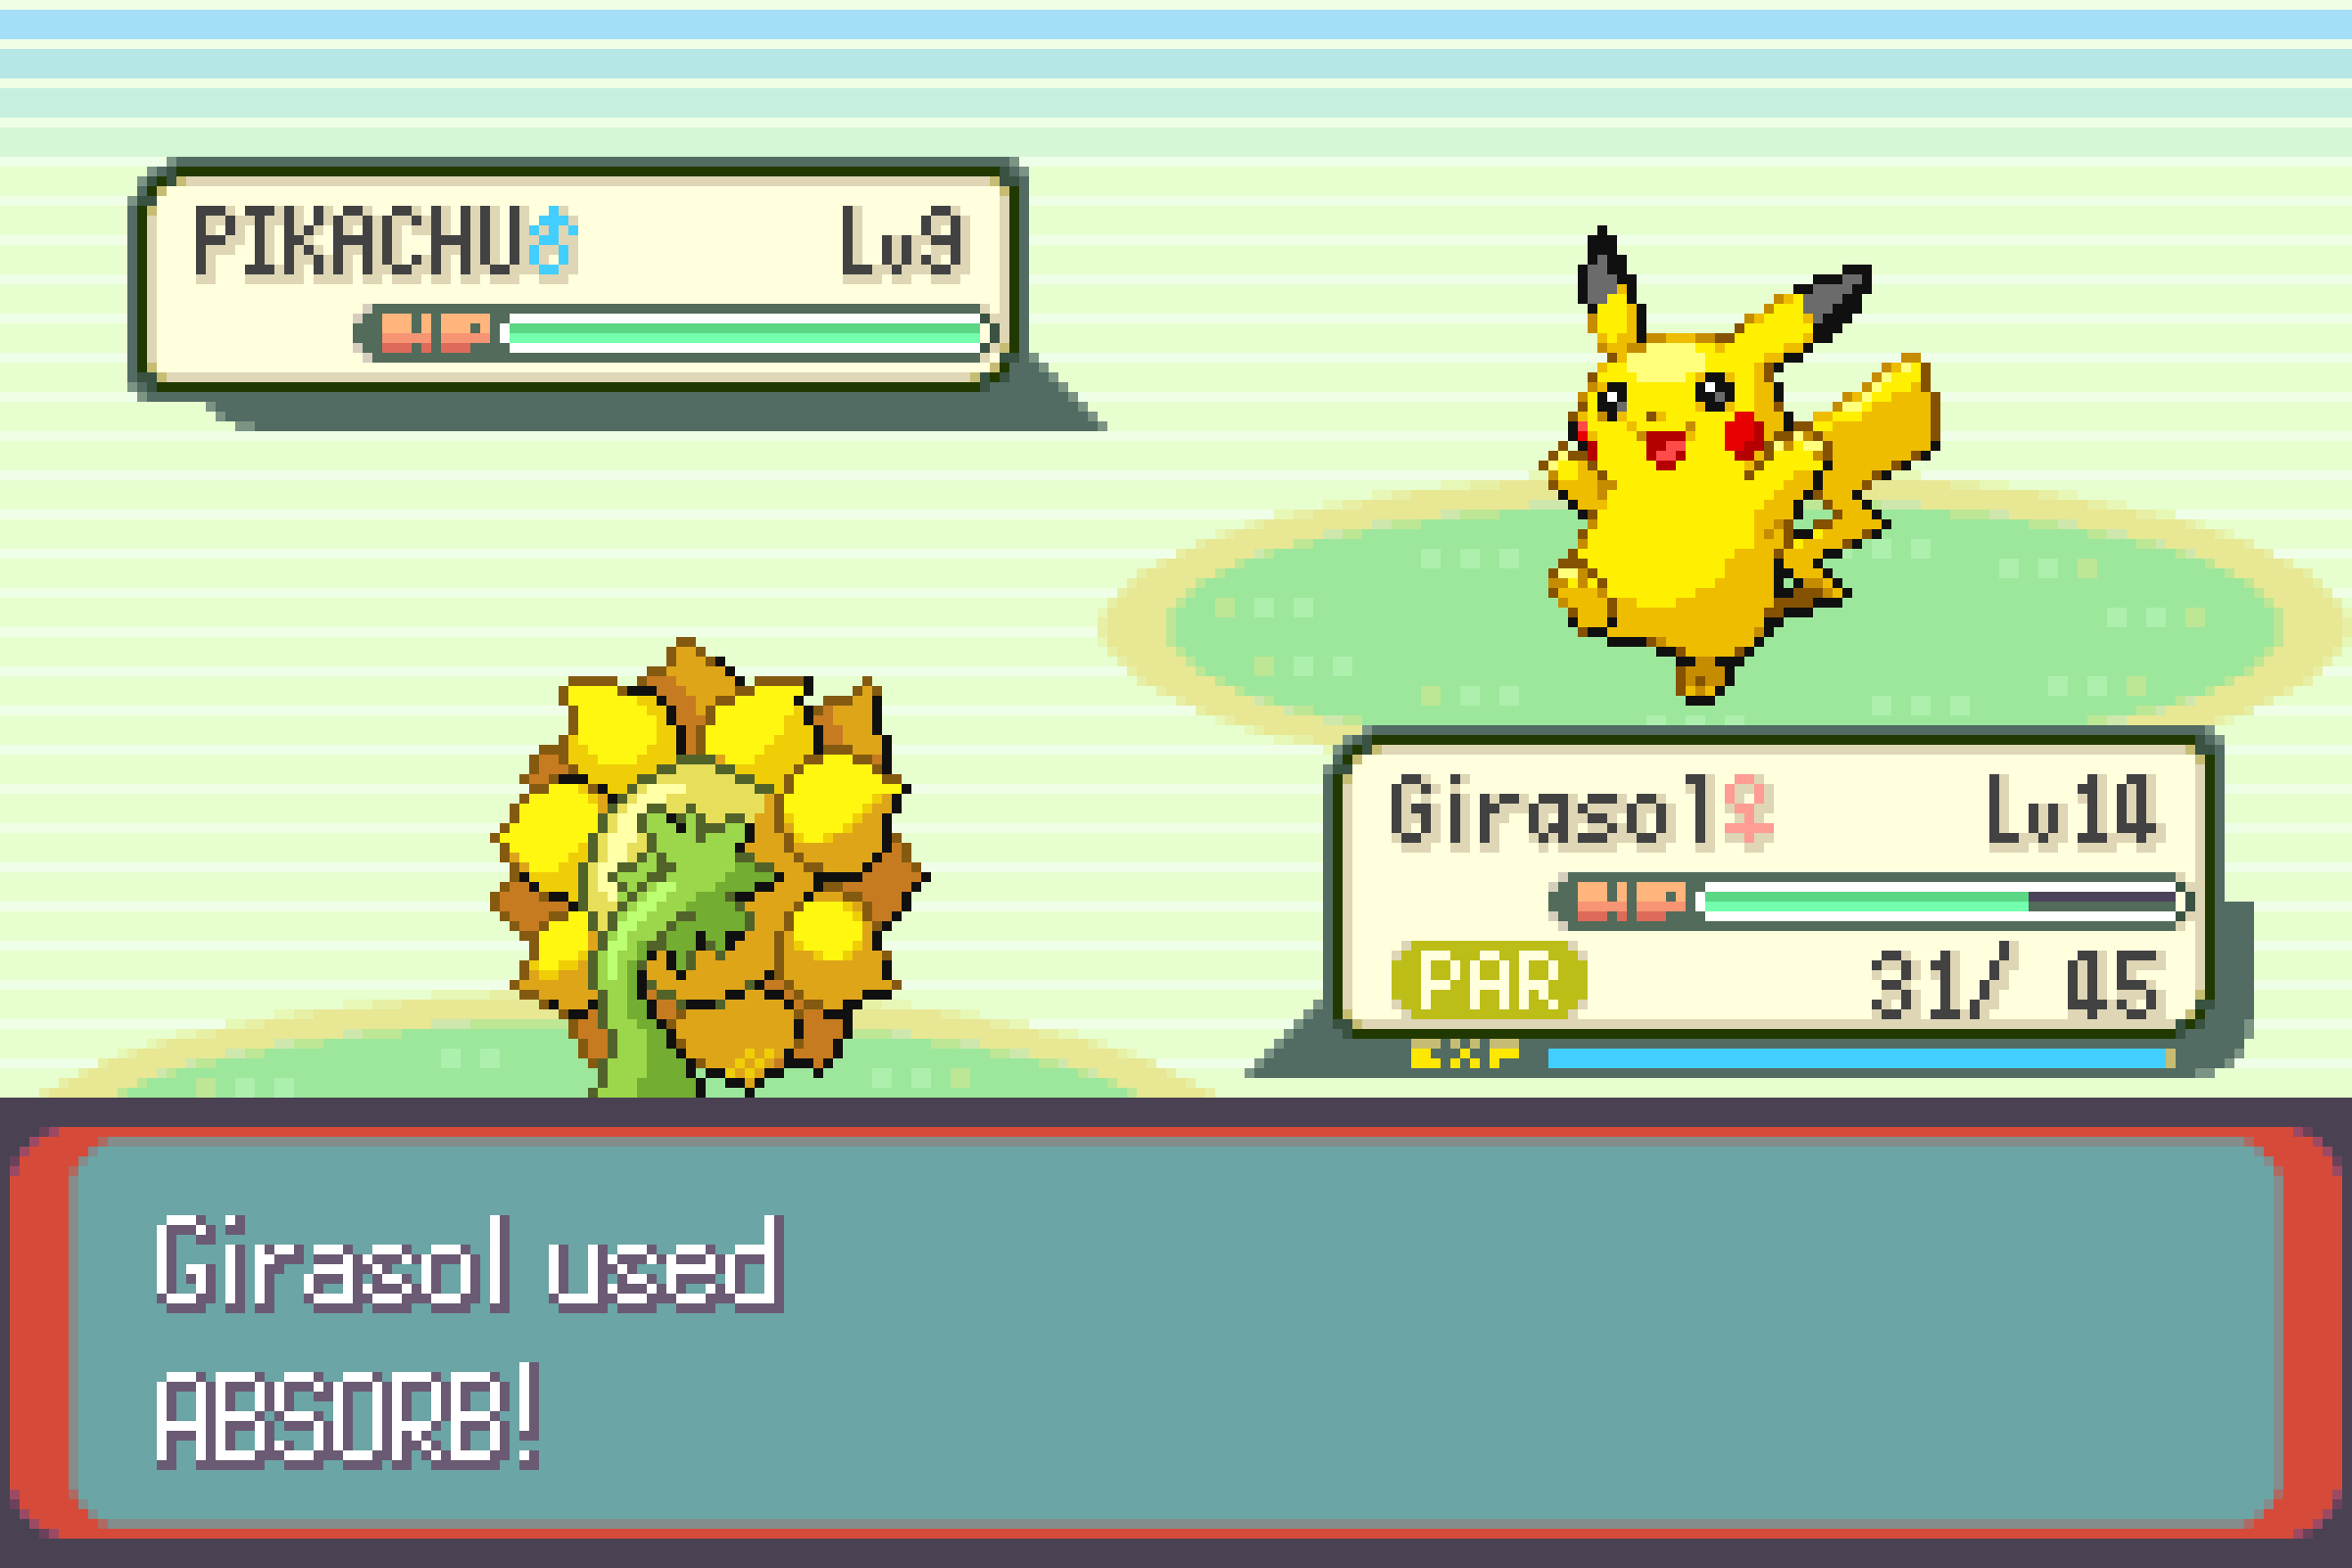 PIKACHU♂ Lv9
HP
Girasol♀ Lv14
HP
PAR 31/ 45
EXP
Girasol used
ABSORB!